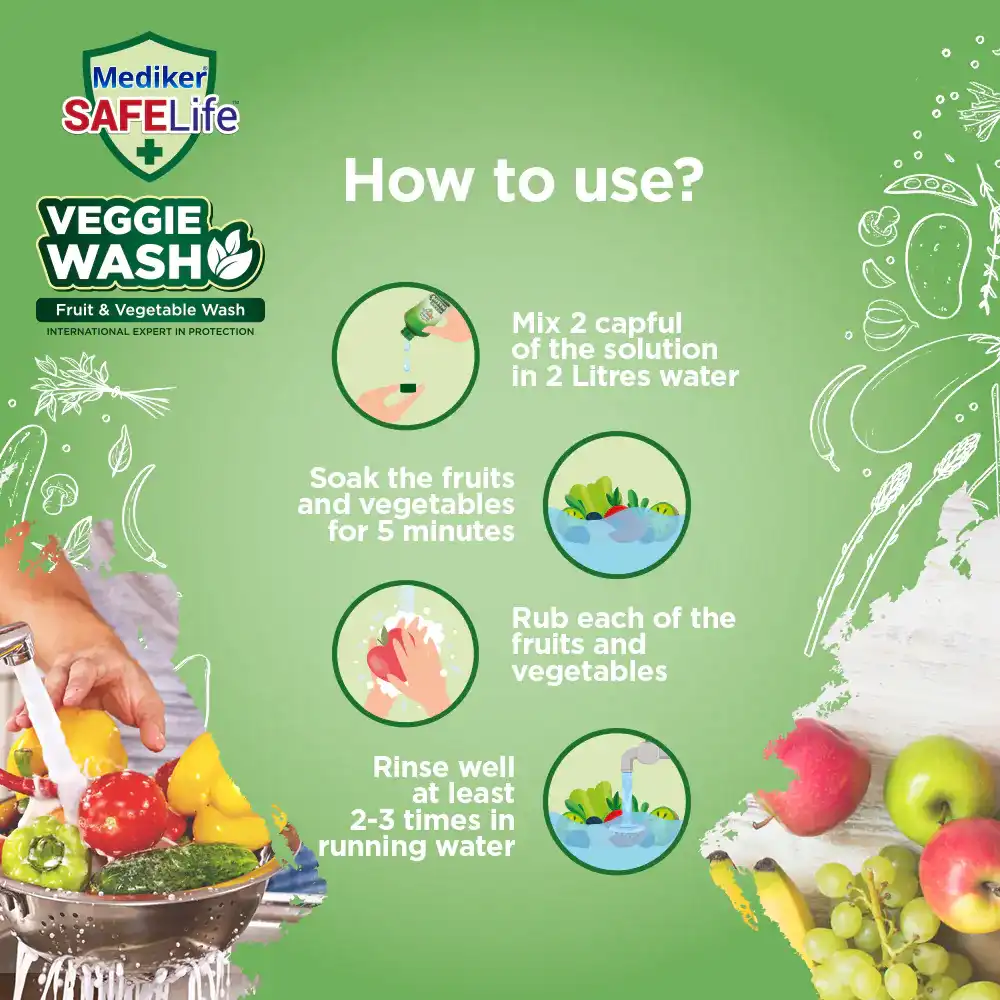 Mediker®
SAFELife™
VEGGIE
WASH
Fruit & Vegetable Wash
INTERNATIONAL EXPERT IN PROTECTION
How to use?
Mix 2 capful
of the solution
in 2 Litres water
Soak the fruits
and vegetables
for 5 minutes
Rub each of the
fruits and
vegetables
Rinse well
at least
2-3 times in
running water